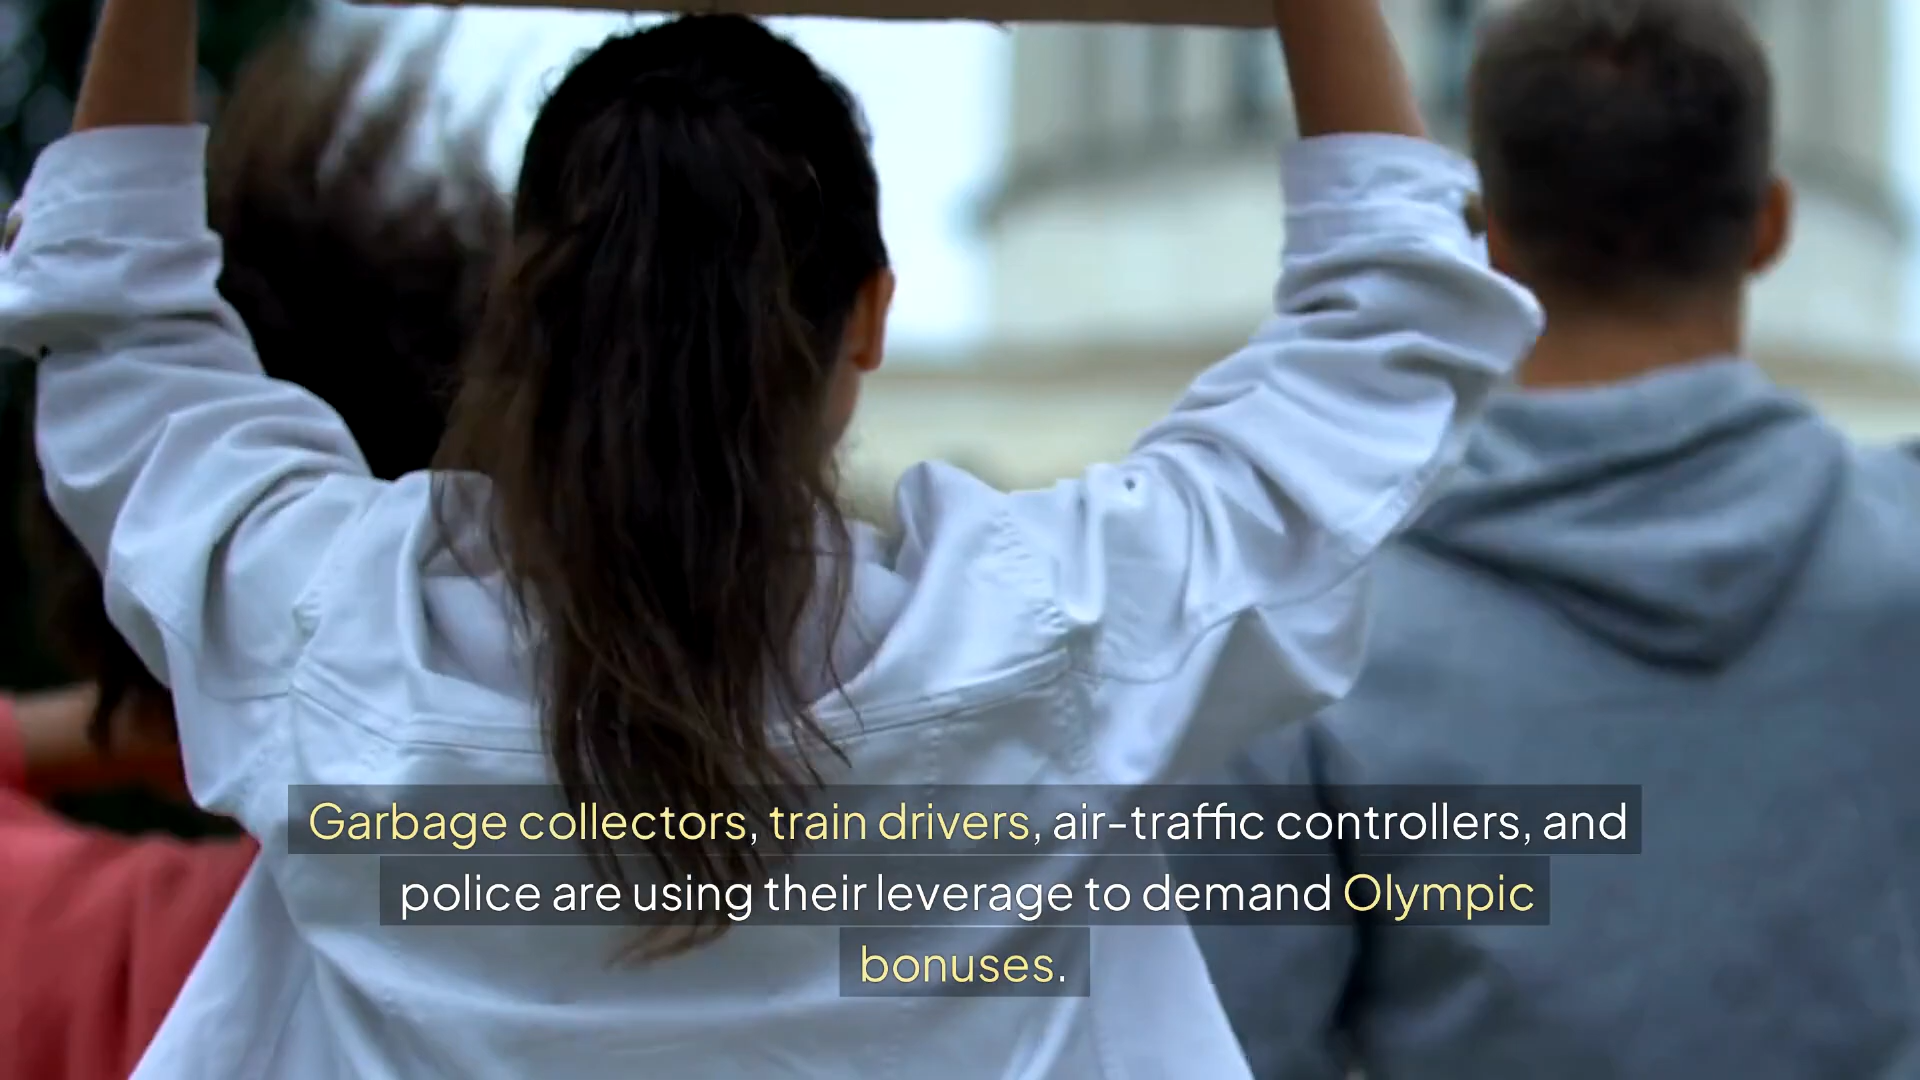 Garbage collectors, train drivers, air-traffic controllers, and
police are using their leverage to demand Olympic
bonuses.